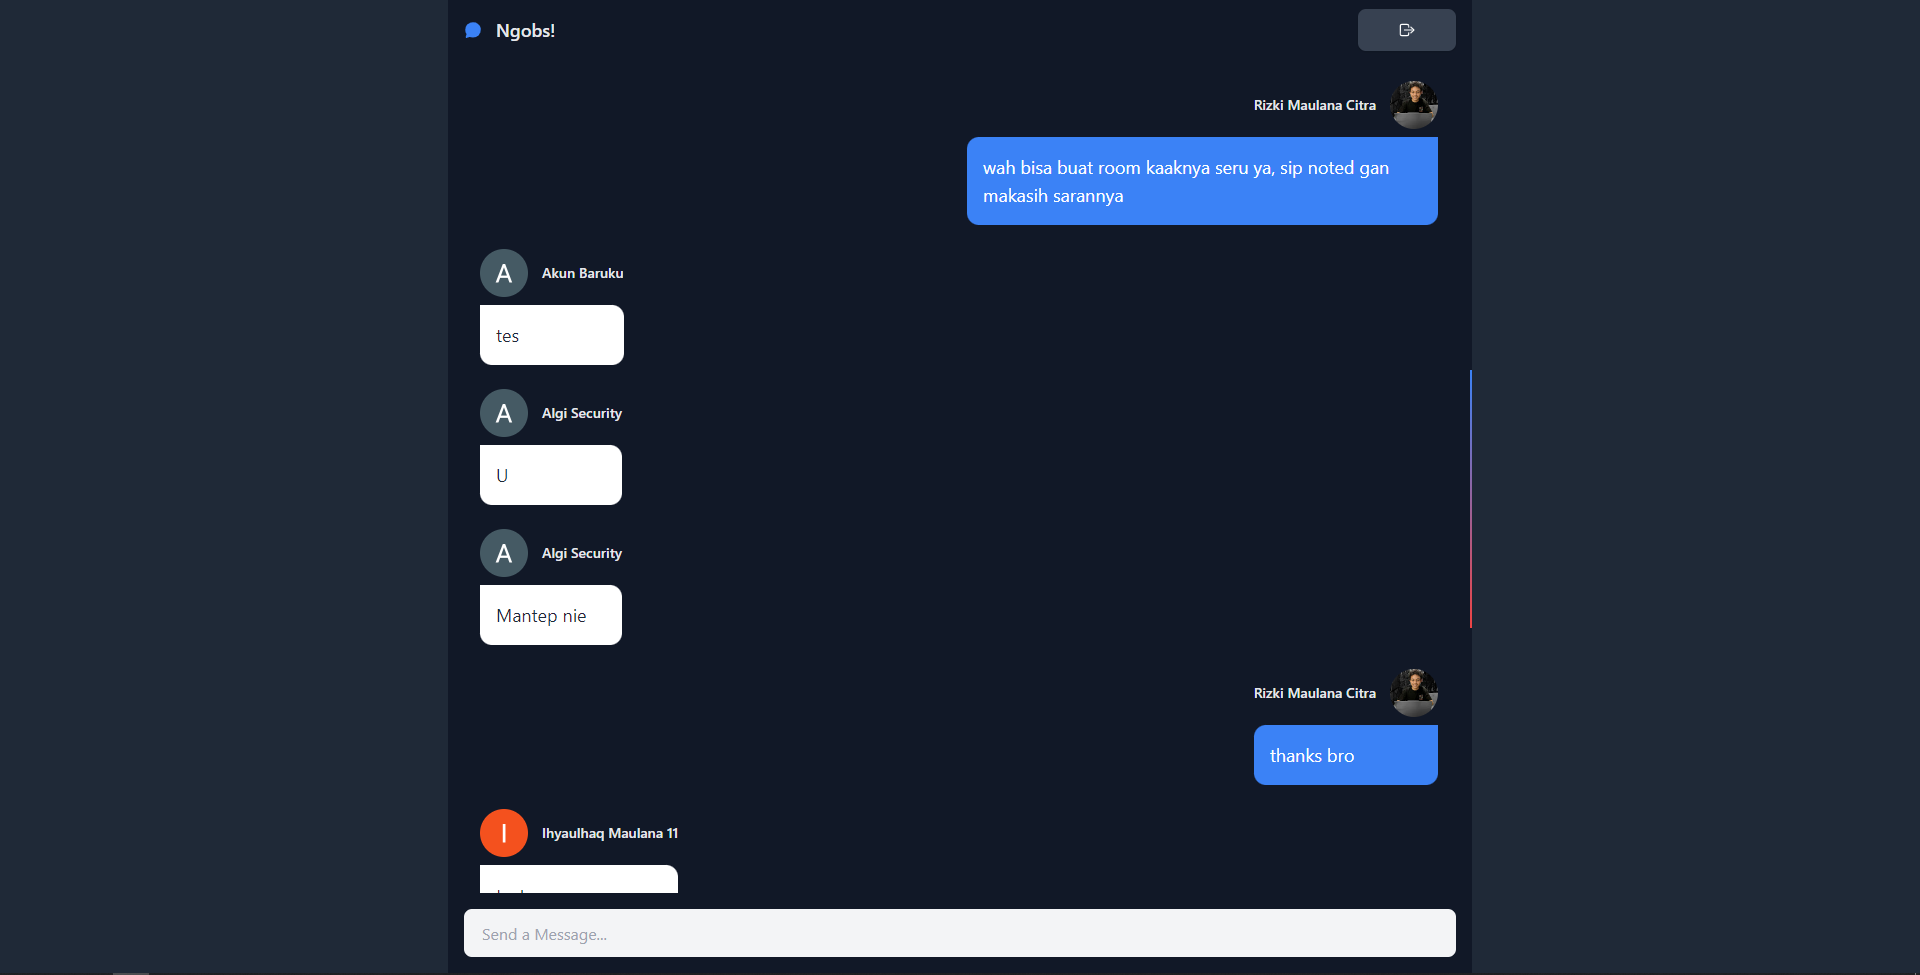 Ngobs!
Rizki Maulana Citra
wah bisa buat room kaaknya seru ya, sip noted gan
makasih sarannya
A
Akun Baruku
tes
A
Algi Security
U
A
Algi Security
Mantep nie
Rizki Maulana Citra
thanks bro
I
Ihyaulhaq Maulana 11
Send a Message...